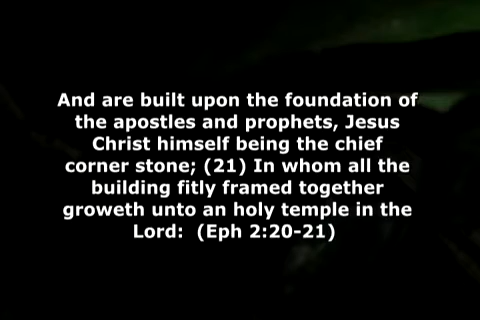 And are built upon the foundation of
the apostles and prophets, Jesus
Christ himself being the chief
corner stone; (21) In whom all the
building fitly framed together
groweth unto an holy temple in the
Lord:  (Eph 2:20-21)